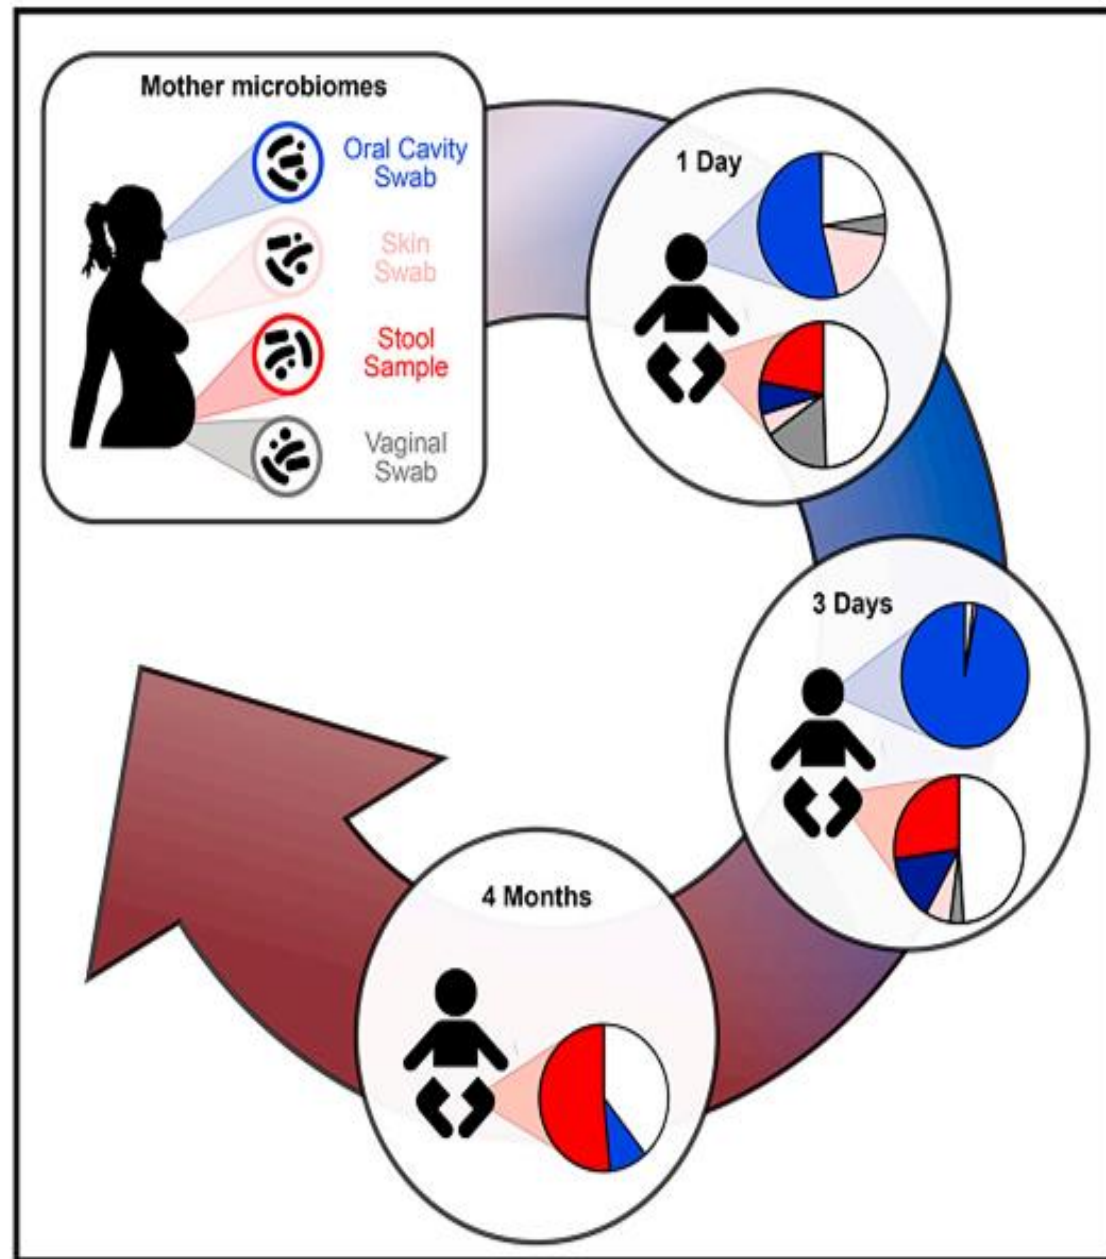 Mother microbiomes
Oral Cavity
Swab
Skin
Swab
Stool
Sample
Vaginal
Swab
1 Day
3 Days
4 Months